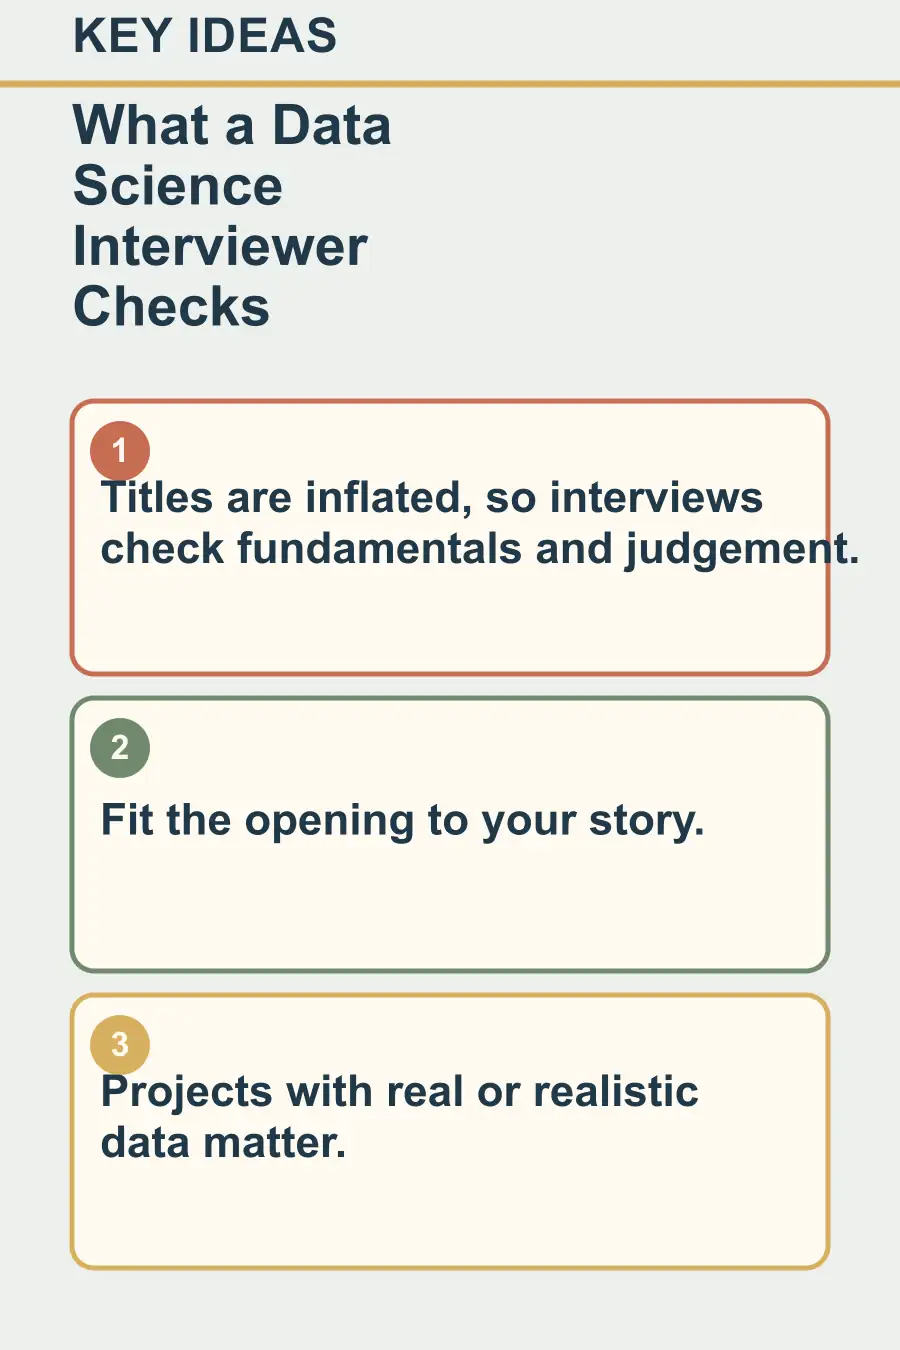 KEY IDEAS
What a Data
Science
Interviewer
Checks
1
Titles are inflated, so interviews
check fundamentals and judgement.
2
Fit the opening to your story.
3
Projects with real or realistic
data matter.